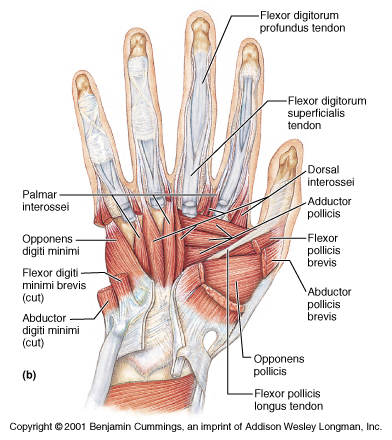 Flexor digitorum
profundus tendon
Flexor digitorum
superficialis
tendon
Dorsal
interossei
Palmar
interossei
Adductor
pollicis
Opponens
digiti minimi
Flexor
pollicis
brevis
Flexor digiti
minimi brevis
(cut)
Abductor
pollicis
brevis
Abductor
digiti minimi
(cut)
Opponens
pollicis
(b)
Flexor pollicis
longus tendon
Copyright © 2001 Benjamin Cummings, an imprint of Addison Wesley Longman, Inc.